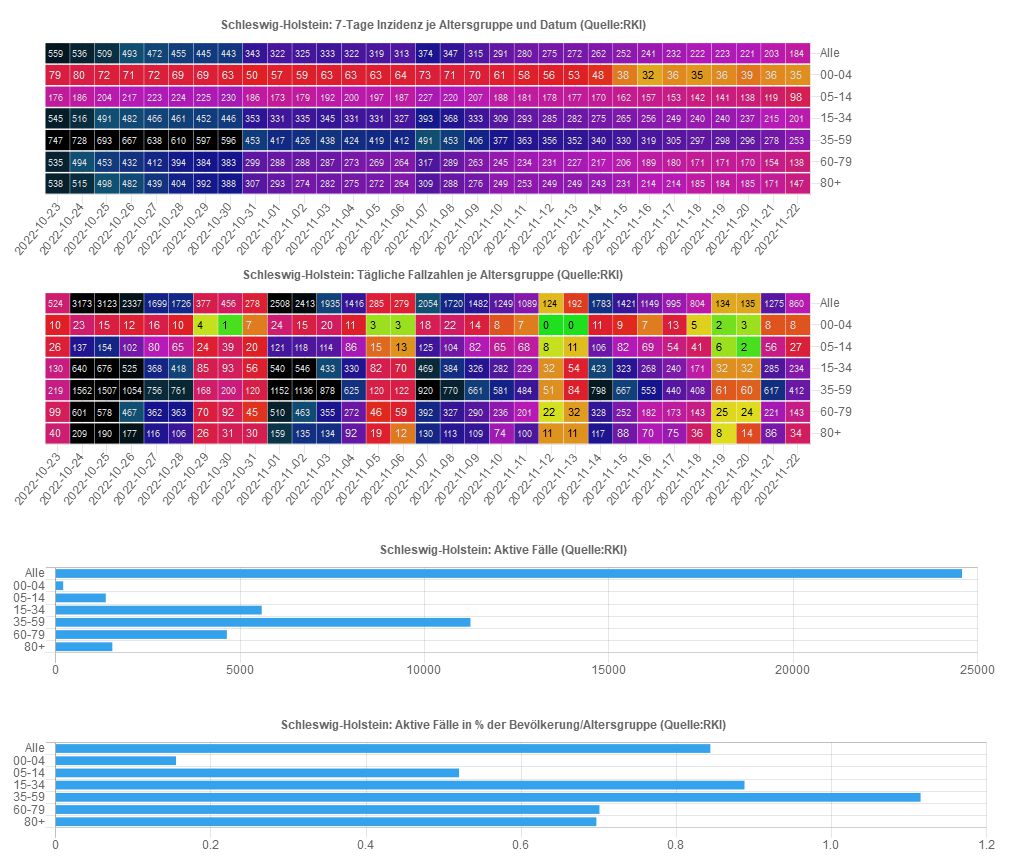 Schleswig-Holstein: 7-Tage Inzidenz je Altersgruppe und Datum (Quelle:RKI)
559 536 509 493 472 455 445 443 343 322 325 333 322 319 313 374 347 315 291 280 275 272 262 252 241 232 222 223 221 203 184 Alle
79 80 72 71 72 69 69 63 50 57 59 63 63 63 64 73 71 70 61 58 56 53 48 38 32 36 35 36 39 36 35 00-04
176 186 204 217 223 224 225 230 186 173 179 192 200 197 187 227 220 207 188 181 178 177 170 162 157 153 142 141 138 119 98 05-14
545 516 491 482 466 461 452 446 353 331 335 345 331 331 327 393 368 333 309 293 285 282 275 265 256 249 240 240 237 215 201 15-34
747 728 693 667 638 610 597 596 453 417 426 438 424 419 412 491 453 406 377 363 356 352 340 330 319 305 297 298 296 278 253 35-59
535 494 453 432 412 394 384 383 299 288 288 287 273 269 264 317 289 263 245 234 231 227 217 206 189 180 171 171 170 154 138 60-79
538 515 498 482 439 404 392 388 307 293 274 282 275 272 264 309 288 276 249 253 249 249 243 231 214 214 185 184 185 171 147 80+
2022-10-23 2022-10-24 2022-10-25 2022-10-26 2022-10-27 2022-10-28 2022-10-29 2022-10-30 2022-10-31 2022-11-01 2022-11-02 2022-11-03 2022-11-04 2022-11-05 2022-11-06 2022-11-07 2022-11-08 2022-11-09 2022-11-10 2022-11-11 2022-11-12 2022-11-13 2022-11-14 2022-11-15 2022-11-16 2022-11-17 2022-11-18 2022-11-19 2022-11-20 2022-11-21 2022-11-22
Schleswig-Holstein: Tägliche Fallzahlen je Altersgruppe (Quelle:RKI)
524 3173 3123 2337 1699 1726 377 456 278 2508 2413 1935 1416 285 279 2054 1720 1482 1249 1089 124 192 1783 1421 1149 995 804 134 135 1275 860 Alle
10 23 15 12 16 10 4 1 7 24 15 20 11 3 3 18 22 14 8 7 0 0 11 9 7 13 5 2 3 8 8 00-04
26 137 154 102 80 65 24 39 20 121 118 114 86 15 13 125 104 82 65 68 8 11 106 82 69 54 41 6 2 56 27 05-14
130 640 676 525 368 418 85 93 56 540 546 433 330 82 70 469 384 326 282 229 32 54 423 323 268 240 171 32 32 285 234 15-34
219 1562 1507 1054 756 761 168 200 120 1152 1136 878 625 120 122 920 770 661 581 484 51 84 798 667 553 440 408 61 60 617 412 35-59
99 601 578 467 362 363 70 92 45 510 463 355 272 46 59 392 327 290 236 201 22 32 328 252 182 173 143 25 24 221 143 60-79
40 209 190 177 116 106 26 31 30 159 135 134 92 19 12 130 113 109 74 100 11 11 117 88 70 75 36 8 14 86 34 80+
2022-10-23 2022-10-24 2022-10-25 2022-10-26 2022-10-27 2022-10-28 2022-10-29 2022-10-30 2022-10-31 2022-11-01 2022-11-02 2022-11-03 2022-11-04 2022-11-05 2022-11-06 2022-11-07 2022-11-08 2022-11-09 2022-11-10 2022-11-11 2022-11-12 2022-11-13 2022-11-14 2022-11-15 2022-11-16 2022-11-17 2022-11-18 2022-11-19 2022-11-20 2022-11-21 2022-11-22
Schleswig-Holstein: Aktive Fälle (Quelle:RKI)
Alle
00-04
05-14
15-34
35-59
60-79
80+
0 5000 10000 15000 20000 25000
Schleswig-Holstein: Aktive Fälle in % der Bevölkerung/Altersgruppe (Quelle:RKI)
Alle
00-04
05-14
15-34
35-59
60-79
80+
0 0.2 0.4 0.6 0.8 1.0 1.2